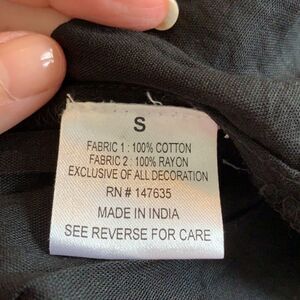 S
FABRIC 1 : 100% COTTON
FABRIC 2 : 100% RAYON
EXCLUSIVE OF ALL DECORATION
RN # 147635
MADE IN INDIA
SEE REVERSE FOR CARE